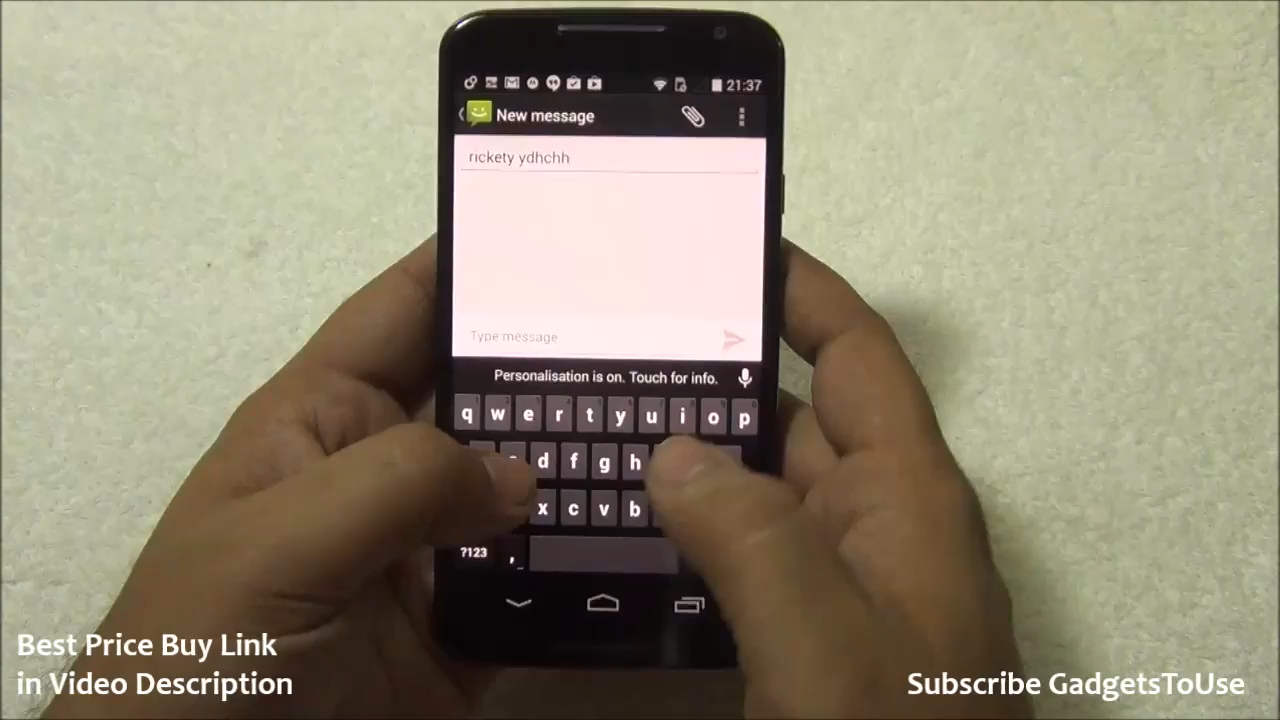 21:37
New message
rickety ydhchh
Type message
Personalisation is on. Touch for info.
q w e r t y u i o p
d f g h
x c v b
?123 ,
Best Price Buy Link
in Video Description
Subscribe GadgetsToUse